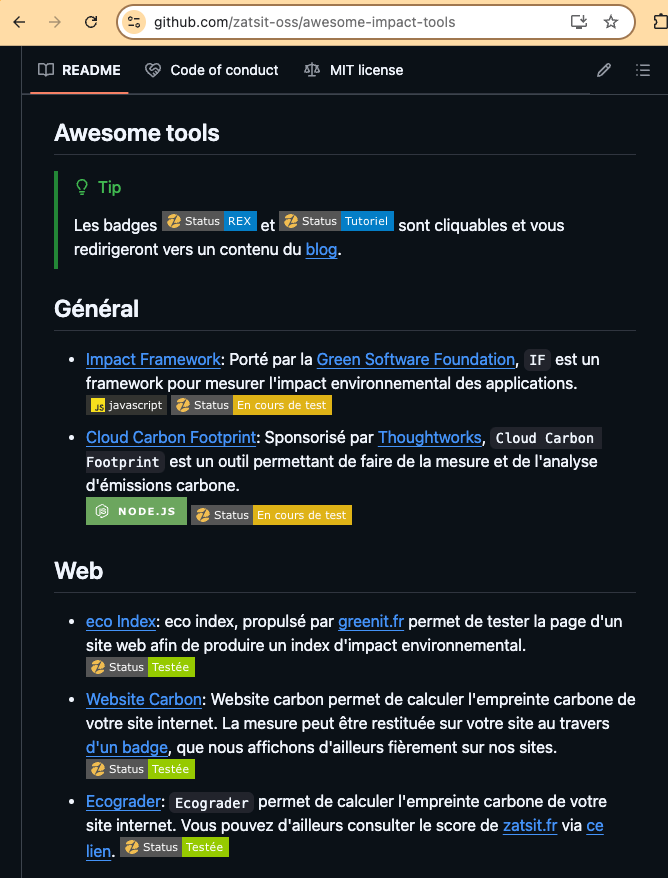 github.com/zatsit-oss/awesome-impact-tools
README Code of conduct MIT license
Awesome tools
Tip
Les badges Status REX et Status Tutoriel sont cliquables et vous
redirigeront vers un contenu du blog.
Général
• Impact Framework: Porté par la Green Software Foundation, IF est un
framework pour mesurer l'impact environnemental des applications.
JS javascript Status En cours de test
• Cloud Carbon Footprint: Sponsorisé par Thoughtworks, Cloud Carbon
Footprint est un outil permettant de faire de la mesure et de l'analyse
d'émissions carbone.
NODE.JS Status En cours de test
Web
• eco Index: eco index, propulsé par greenit.fr permet de tester la page d'un
site web afin de produire un index d'impact environnemental.
Status Testée
• Website Carbon: Website carbon permet de calculer l'empreinte carbone de
votre site internet. La mesure peut être restituée sur votre site au travers
d'un badge, que nous affichons d'ailleurs fièrement sur nos sites.
Status Testée
• Ecograder: Ecograder permet de calculer l'empreinte carbone de votre
site internet. Vous pouvez d'ailleurs consulter le score de zatsit.fr via ce
lien. Status Testée